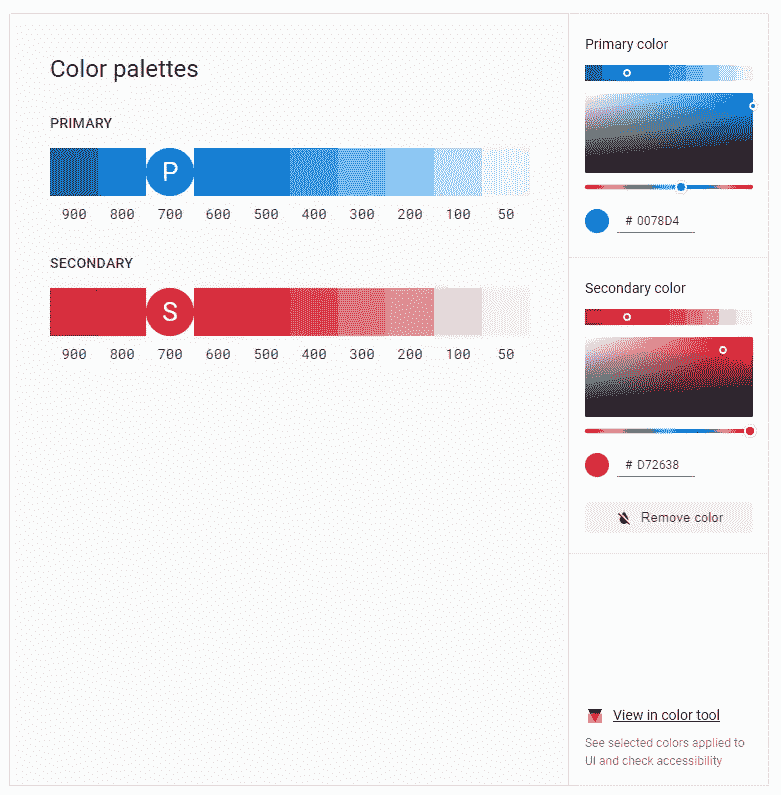 Color palettes
PRIMARY
P
900 800 700 600 500 400 300 200 100 50
SECONDARY
S
900 800 700 600 500 400 300 200 100 50
Primary color
# 0078D4
Secondary color
# D72638
Remove color
View in color tool
See selected colors applied to
UI and check accessibility